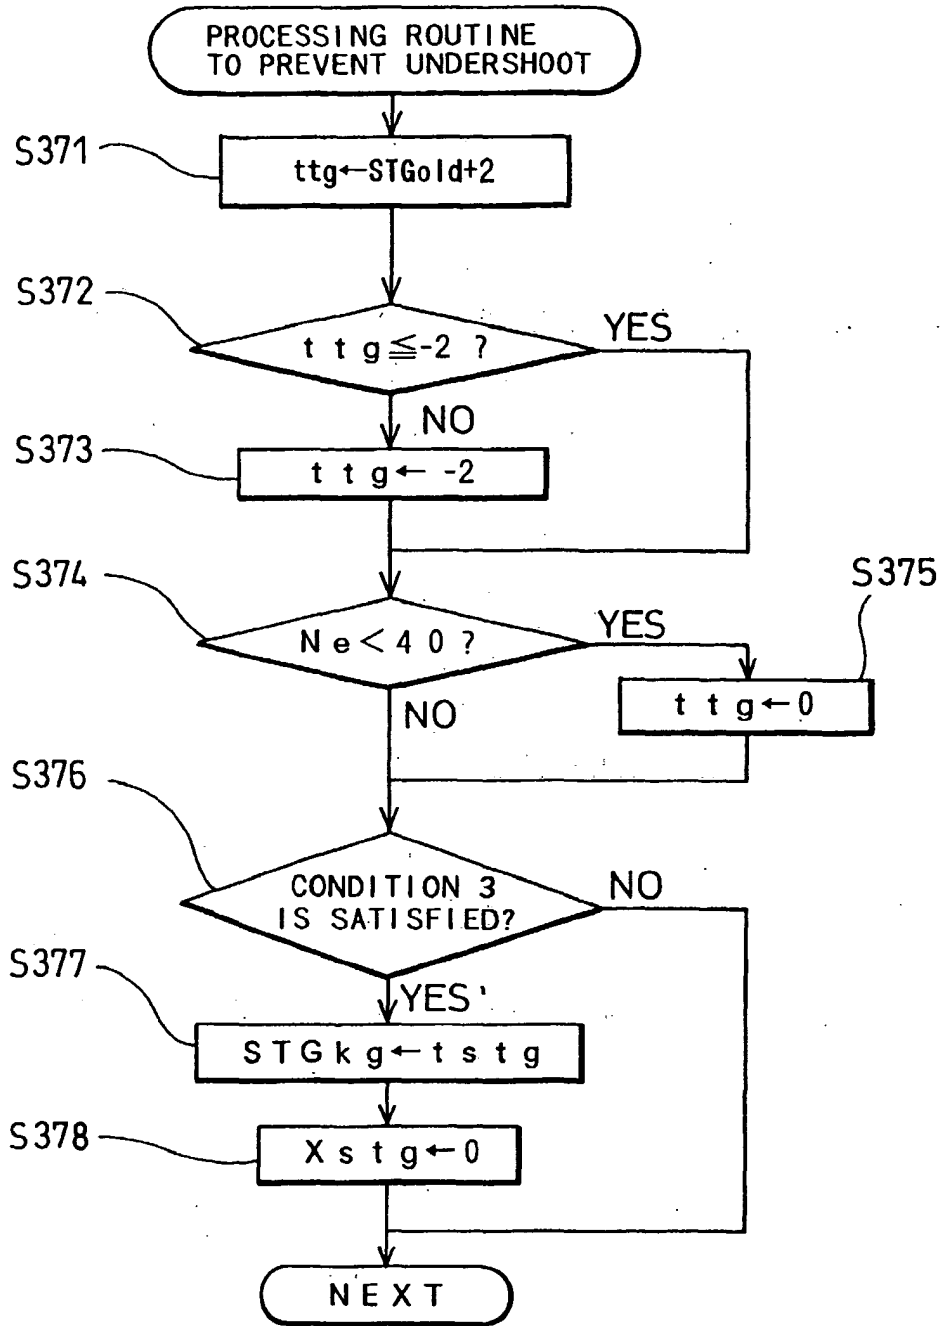 PROCESSING ROUTINE
TO PREVENT UNDERSHOOT
S371
ttg←STGold+2
S372
ttg≦-2 ?
YES
NO
S373
ttg← -2
S374
Ne<40?
YES
S375
ttg←0
NO
S376
CONDITION 3
IS SATISFIED?
NO
YES
S377
STGkg←tstg
S378
Xstg←0
NEXT